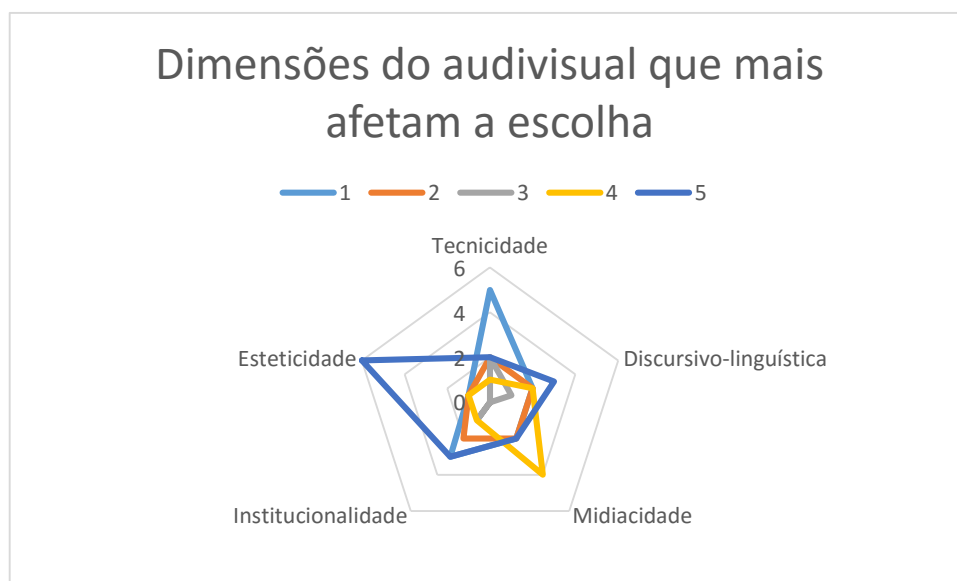 Dimensões do audivisual que mais
afetam a escolha
1 2 3 4 5
Tecnicidade
6
4
2
0
Esteticidade
Discursivo-linguística
Institucionalidade
Midiacidade